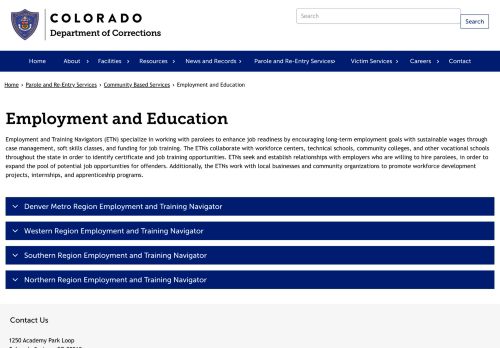 COLORADO
Department of Corrections
Search
Search
Home
About
Facilities
Resources
News and Records
Parole and Re-Entry Services
Victim Services
Careers
Contact
Home › Parole and Re-Entry Services › Community Based Services › Employment and Education
Employment and Education
Employment and Training Navigators (ETN) specialize in working with parolees to enhance job readiness by encouraging long-term employment goals with sustainable wages through
case management, soft skills classes, and funding for job training. The ETNs collaborate with workforce centers, technical schools, community colleges, and other vocational schools
throughout the state in order to identify certificate and job training opportunities. ETNs seek and establish relationships with employers who are willing to hire parolees, in order to
expand the pool of potential job opportunities for offenders. Additionally, the ETNs work with local businesses and community organizations to promote workforce development
projects, internships, and apprenticeship programs.
Denver Metro Region Employment and Training Navigator
Western Region Employment and Training Navigator
Southern Region Employment and Training Navigator
Northern Region Employment and Training Navigator
Contact Us
1250 Academy Park Loop